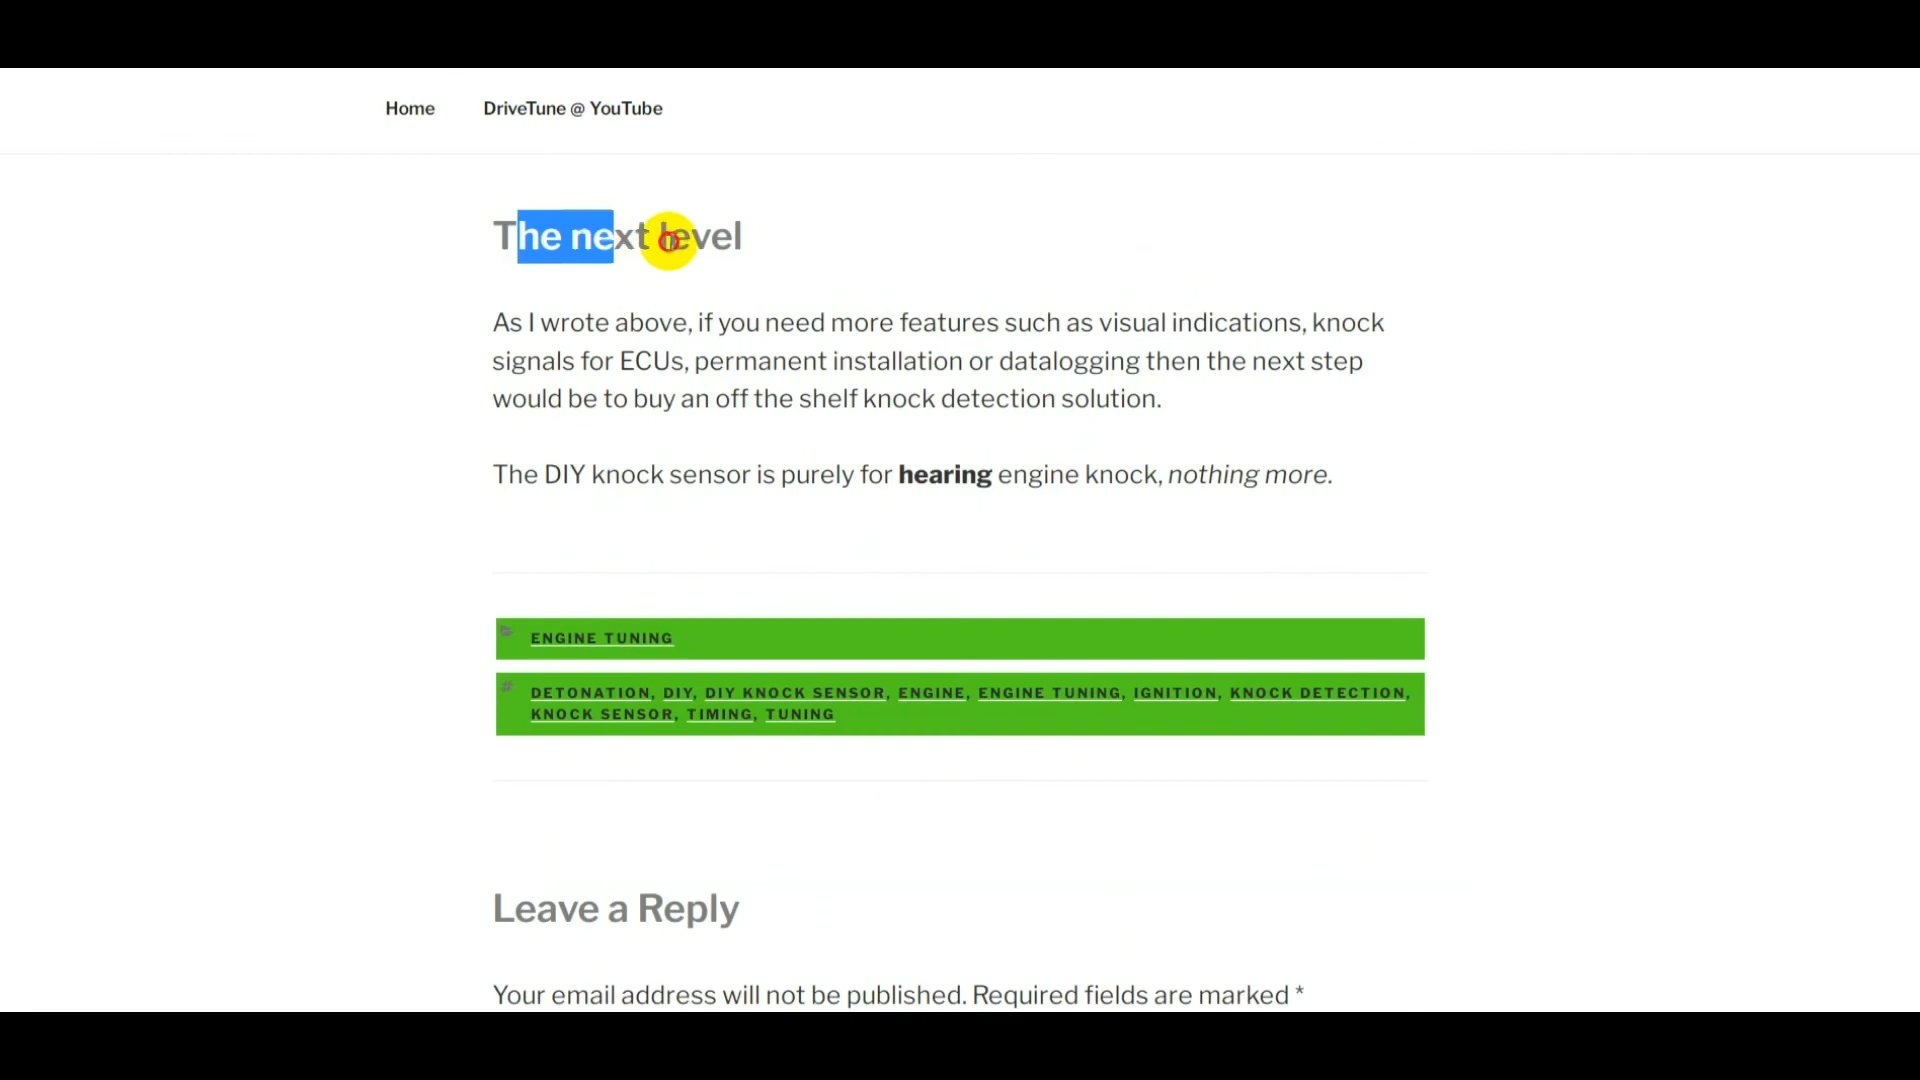 Home DriveTune @ YouTube
The next level
As I wrote above, if you need more features such as visual indications, knock
signals for ECUs, permanent installation or datalogging then the next step
would be to buy an off the shelf knock detection solution.
The DIY knock sensor is purely for hearing engine knock, nothing more.
ENGINE TUNING
# DETONATION, DIY, DIY KNOCK SENSOR, ENGINE, ENGINE TUNING, IGNITION, KNOCK DETECTION,
KNOCK SENSOR, TIMING, TUNING
Leave a Reply
Your email address will not be published. Required fields are marked *